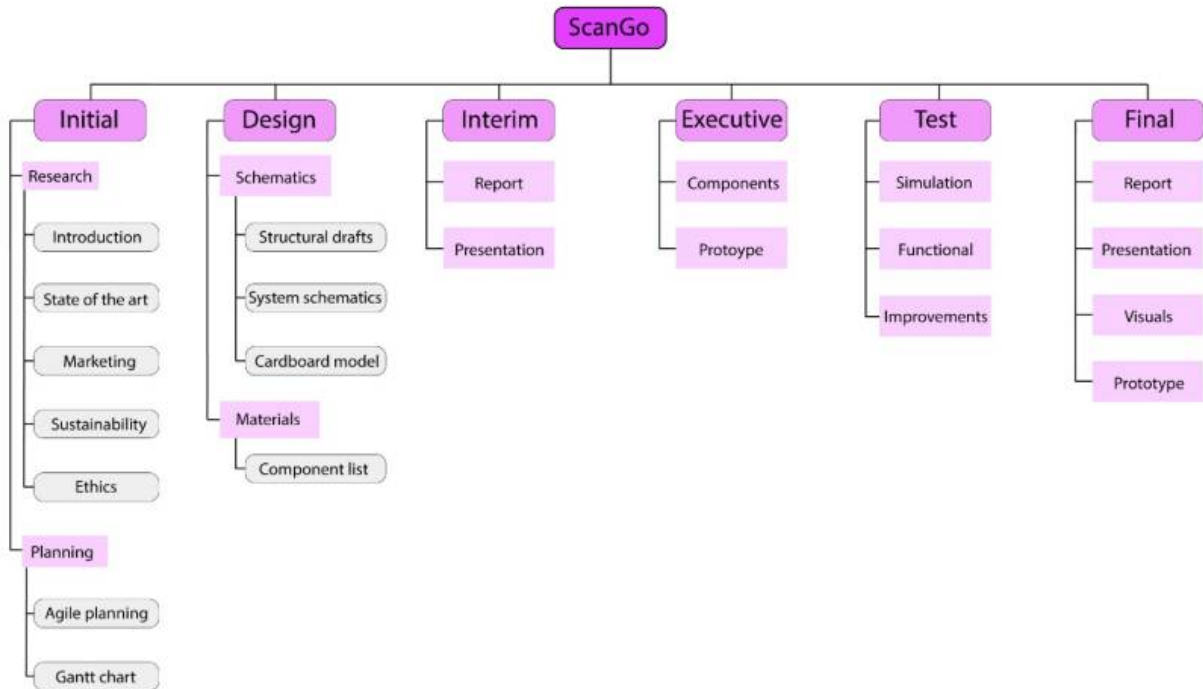 ScanGo
Initial
Research
Introduction
State of the art
Marketing
Sustainability
Ethics
Planning
Agile planning
Gantt chart
Design
Schematics
Structural drafts
System schematics
Cardboard model
Materials
Component list
Interim
Report
Presentation
Executive
Components
Protoype
Test
Simulation
Functional
Improvements
Final
Report
Presentation
Visuals
Prototype